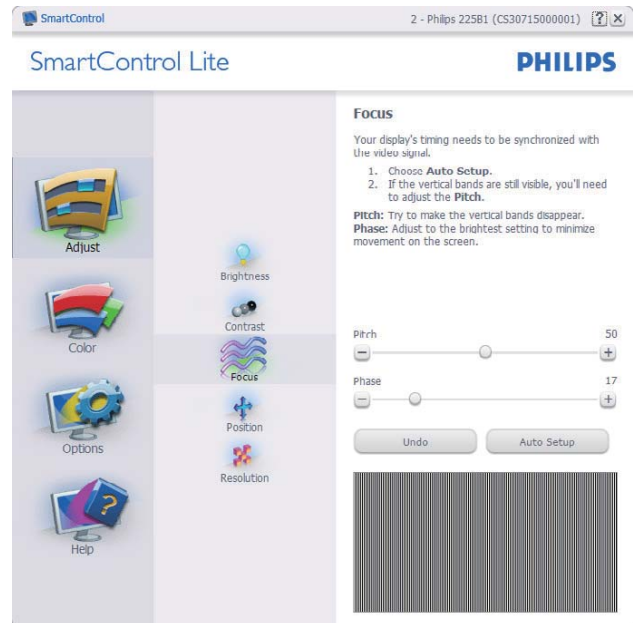 SmartControl
2 - Philips 225B1 (CS30715000001)
?
SmartControl Lite
PHILIPS
Adjust
Color
Options
Help
Brightness
Contrast
Focus
Position
Resolution
Focus
Your display's timing needs to be synchronized with
the video signal.
1. Choose Auto Setup.
2. If the vertical bands are still visible, you'll need
to adjust the Pitch.
Pitch: Try to make the vertical bands disappear.
Phase: Adjust to the brightest setting to minimize
movement on the screen.
Pitch 50
Phase 17
Undo Auto Setup